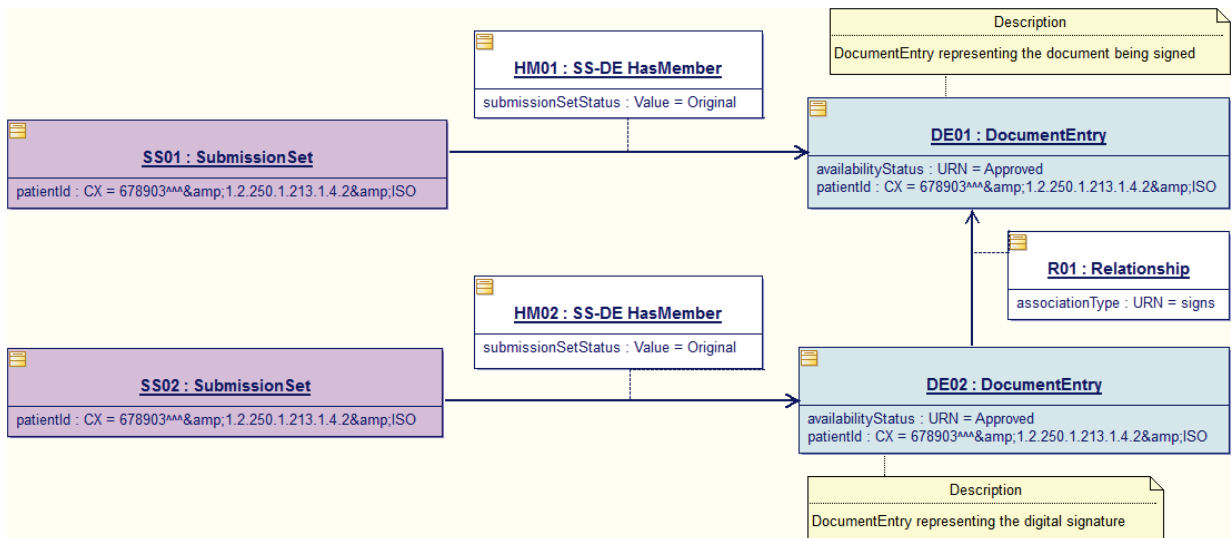 Description
DocumentEntry representing the document being signed
HM01 : SS-DE HasMember
submissionSetStatus : Value = Original
SS01 : SubmissionSet
patientId : CX = 678903^^^&amp;1.2.250.1.213.1.4.2&amp;ISO
DE01 : DocumentEntry
availabilityStatus : URN = Approved
patientId : CX = 678903^^^&amp;1.2.250.1.213.1.4.2&amp;ISO
R01 : Relationship
associationType : URN = signs
HM02 : SS-DE HasMember
submissionSetStatus : Value = Original
SS02 : SubmissionSet
patientId : CX = 678903^^^&amp;1.2.250.1.213.1.4.2&amp;ISO
DE02 : DocumentEntry
availabilityStatus : URN = Approved
patientId : CX = 678903^^^&amp;1.2.250.1.213.1.4.2&amp;ISO
Description
DocumentEntry representing the digital signature